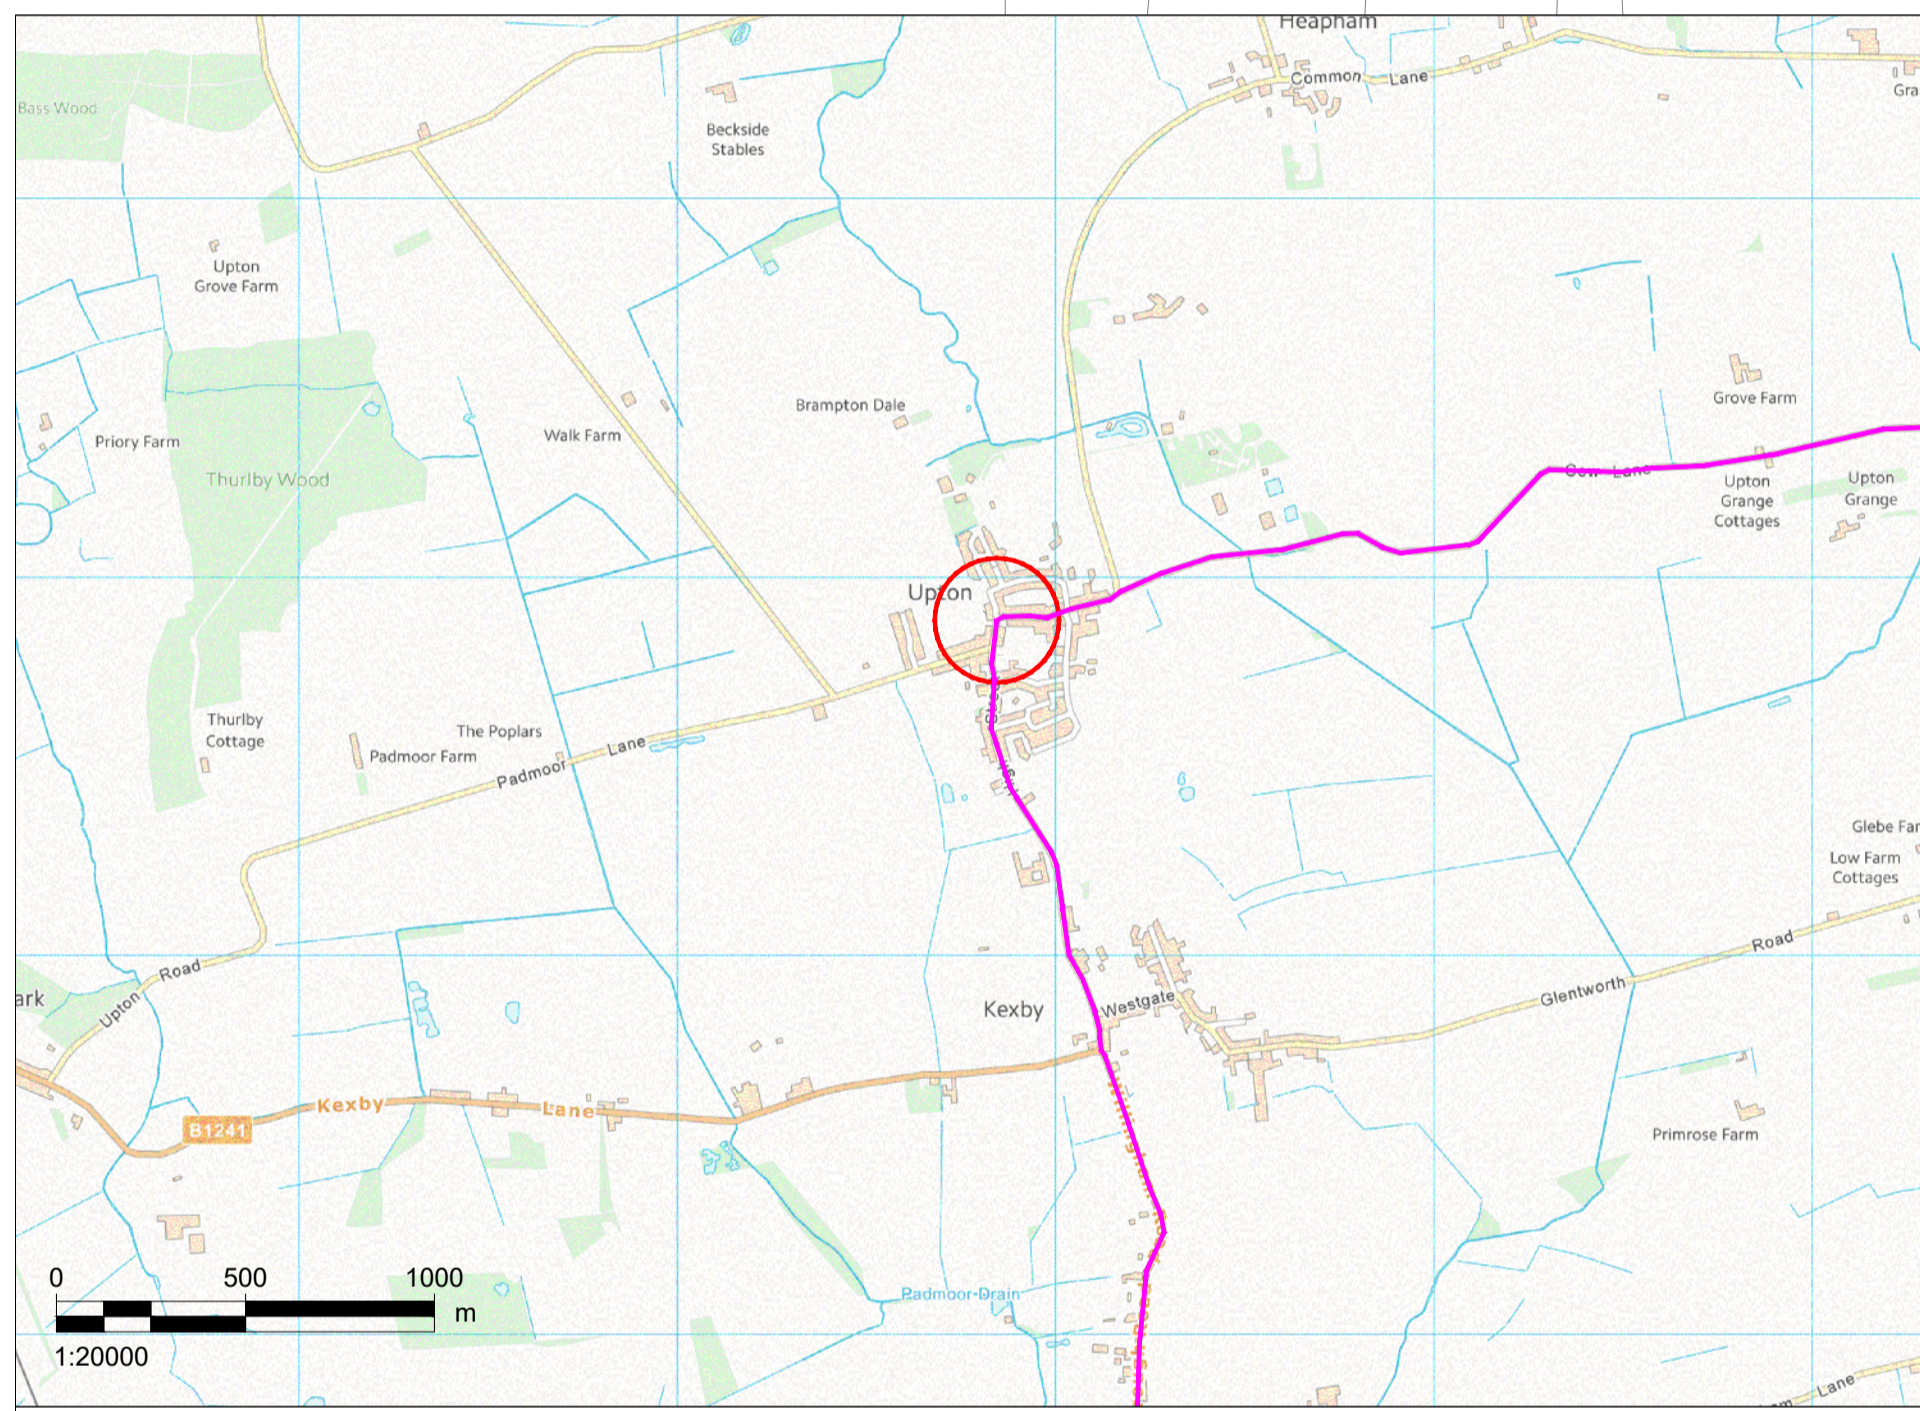 Heapham
Common Lane
Bass Wood
Beckside
Stables
Upton
Grove Farm
Brampton Dale
Grove Farm
Walk Farm
Priory Farm
Thurlby Wood
Cow Lane
Upton
Grange
Cottages
Upton
Grange
Upton
Thurlby
Cottage
The Poplars
Padmoor Farm
Padmoor Lane
High
Glebe Far
Low Farm
Cottages
Upton Road
ark
Kexby
Westgate
Glentworth Road
Kexby Lane
B1241
Primrose Farm
Padmoor Drain
0 500 1000
m
1:20000
Lane